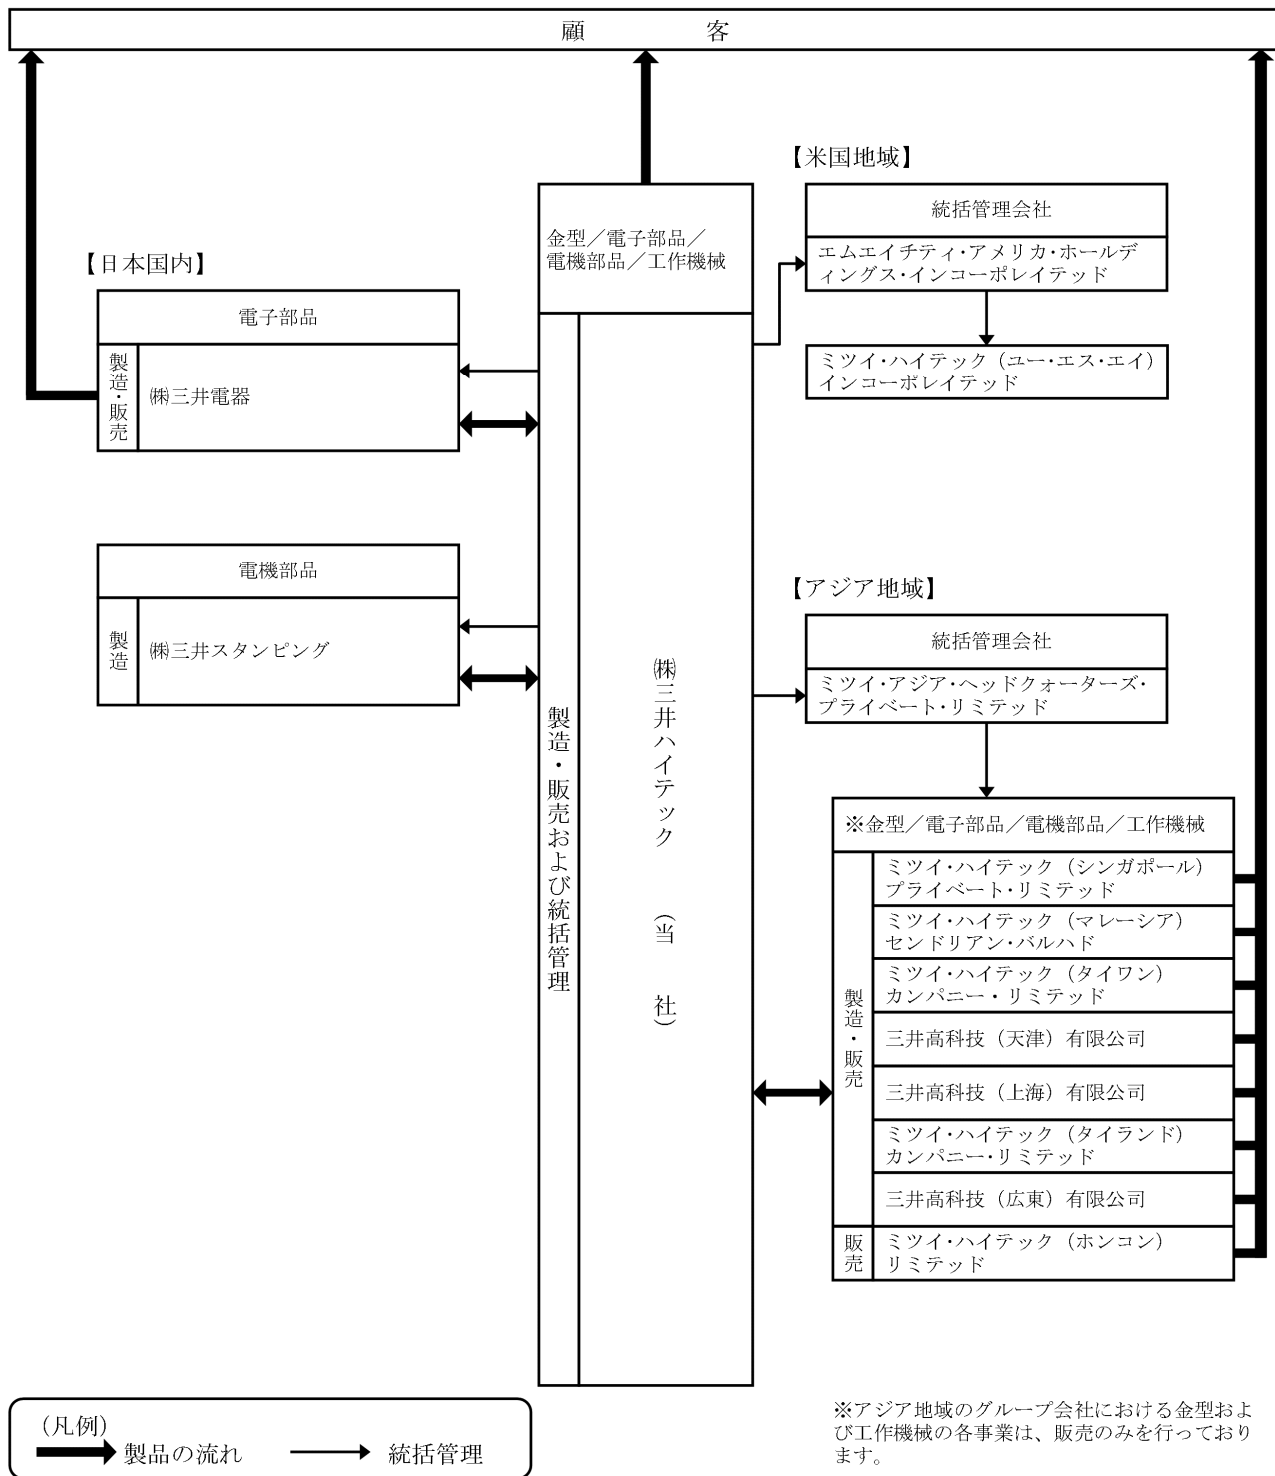 顧　　　　　客
【日本国内】
電子部品
製造・販売
㈱三井電器
電機部品
製造
㈱三井スタンピング
金型／電子部品／
電機部品／工作機械
製造・販売および統括管理
㈱三井ハイテック　（当　社）
【米国地域】
統括管理会社
エムエイチティ・アメリカ・ホールデ
ィングス・インコーポレイテッド
ミツイ・ハイテック（ユー・エス・エイ）
インコーポレイテッド
【アジア地域】
統括管理会社
ミツイ・アジア・ヘッドクォーターズ・
プライベート・リミテッド
※金型／電子部品／電機部品／工作機械
製造・販売
ミツイ・ハイテック（シンガポール）
プライベート・リミテッド
ミツイ・ハイテック（マレーシア）
センドリアン・バルハド
ミツイ・ハイテック（タイワン）
カンパニー・リミテッド
三井高科技（天津）有限公司
三井高科技（上海）有限公司
ミツイ・ハイテック（タイランド）
カンパニー・リミテッド
三井高科技（広東）有限公司
販売
ミツイ・ハイテック（ホンコン）
リミテッド
（凡例）
製品の流れ
統括管理
※アジア地域のグループ会社における金型およ
び工作機械の各事業は、販売のみを行っており
ます。